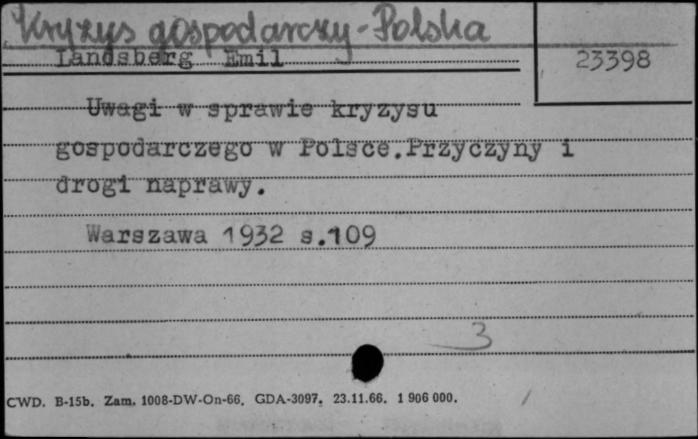 Kryzys gospodarczy-Polska
Landsberg Emil
23398
Uwagi w sprawie kryzysu
gospodarczego w Polsce.Przyczyny i
drogi naprawy.
Warszawa 1932 s.109
3
CWD. B-15b. Zam. 1008-DW-On-66. GDA-3097. 23.11.66. 1 906 000.